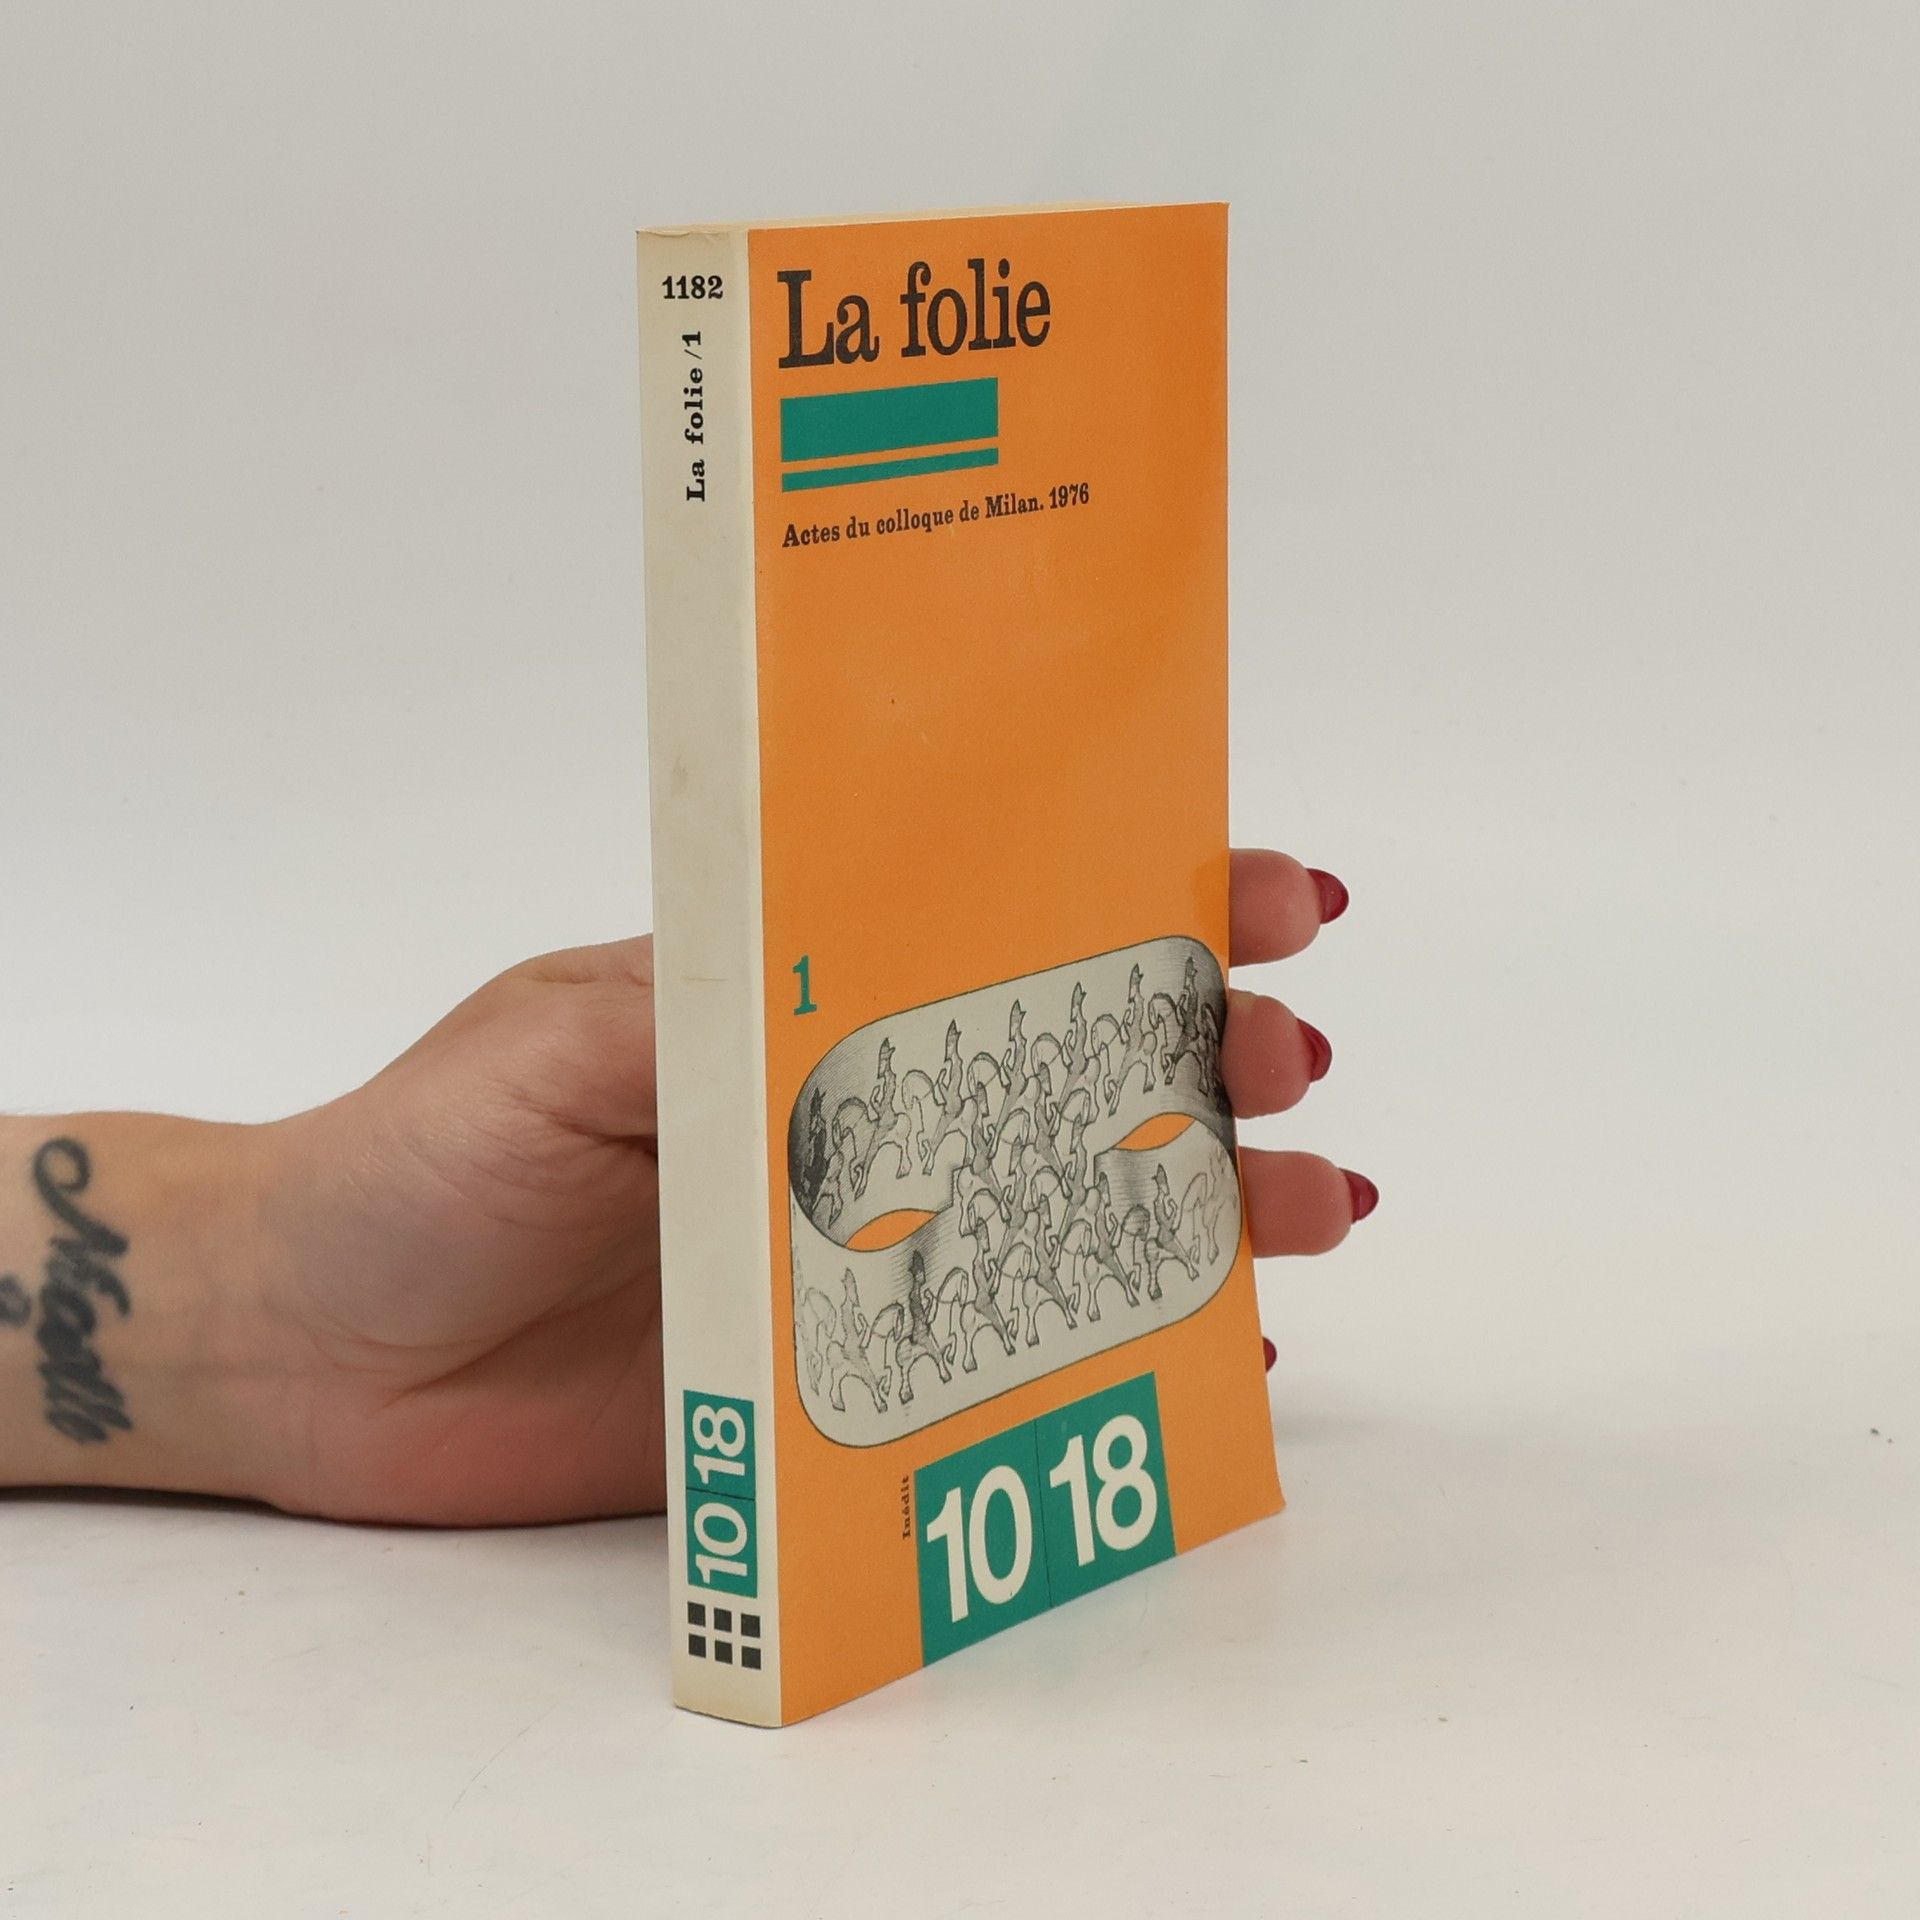 1182
La folie /1
10 18
La folie
Actes du colloque de Milan. 1976
1
Inédit
10 18